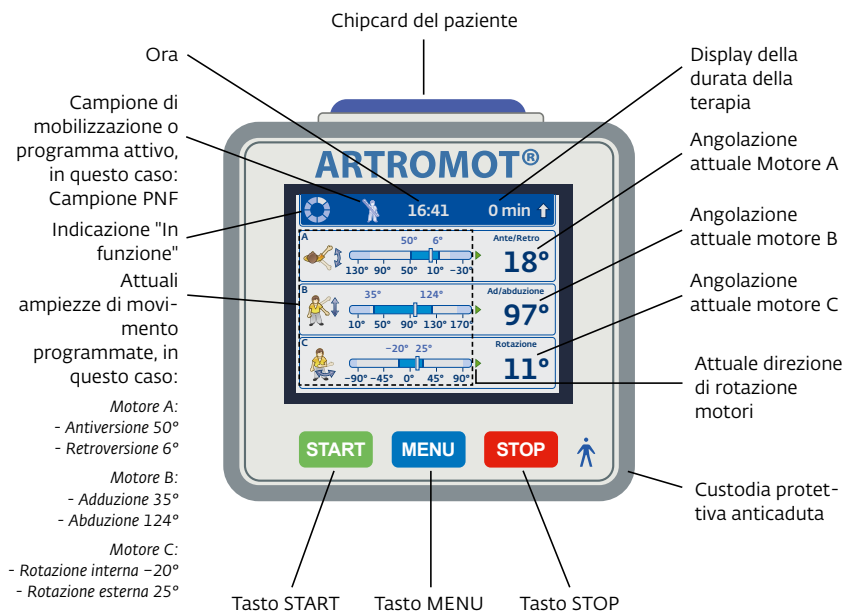 Chipcard del paziente
Ora
Campione di
mobilizzazione o
programma attivo,
in questo caso:
Campione PNF
Indicazione "In
funzione"
Attuali
ampiezze di movi-
mento
programmate, in
questo caso:
Motore A:
- Antiversione 50°
- Retroversione 6°
Motore B:
- Adduzione 35°
- Abduzione 124°
Motore C:
- Rotazione interna –20°
- Rotazione esterna 25°
ARTROMOT®
16:41 0 min
A 50° 6° Ante/Retro
18°
130° 90° 50° 10° –30°
B 35° 124° Ad/abduzione
97°
10° 50° 90° 130° 170°
C –20° 25° Rotazione
11°
–90° –45° 0° 45° 90°
START MENU STOP
Display della
durata della
terapia
Angolazione
attuale Motore A
Angolazione
attuale motore B
Angolazione
attuale motore C
Attuale direzione
di rotazione
motori
Custodia protet-
tiva anticaduta
Tasto START Tasto MENU Tasto STOP